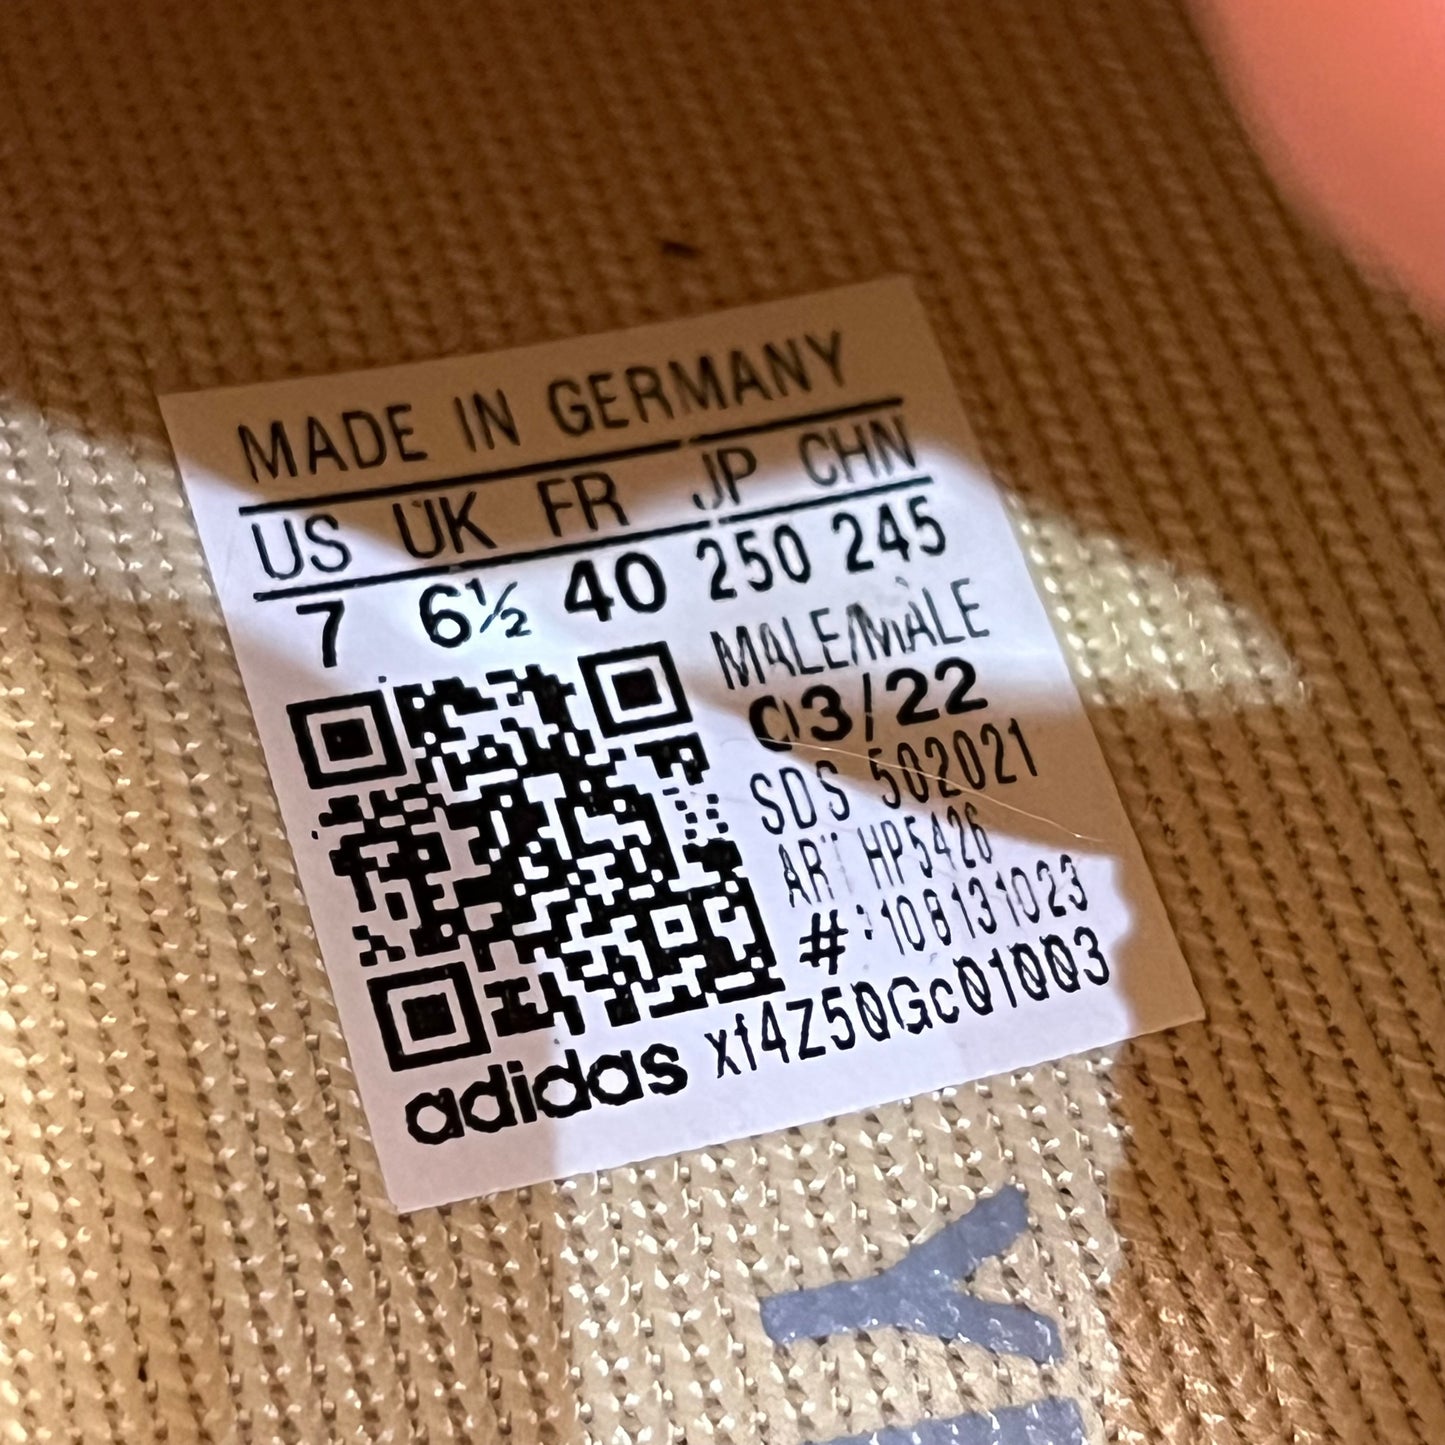 MADE IN GERMANY
US UK FR JP CHN
7 6½ 40 250 245
MALE/MALE
03/22
SDS 502021
ART HP5426
#:108131023
adidas xf4Z50Gc01003
Y